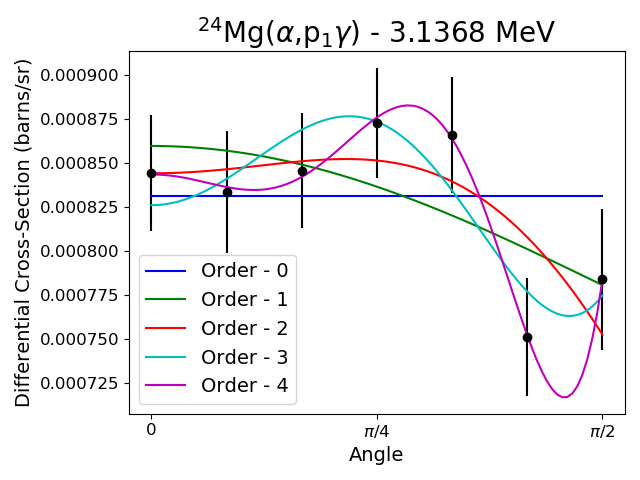 ²⁴Mg(α,p₁γ) - 3.1368 MeV
Differential Cross-Section (barns/sr)
0.000900
0.000875
0.000850
0.000825
0.000800
0.000775
0.000750
0.000725
Order - 0
Order - 1
Order - 2
Order - 3
Order - 4
0 π/4 π/2
Angle